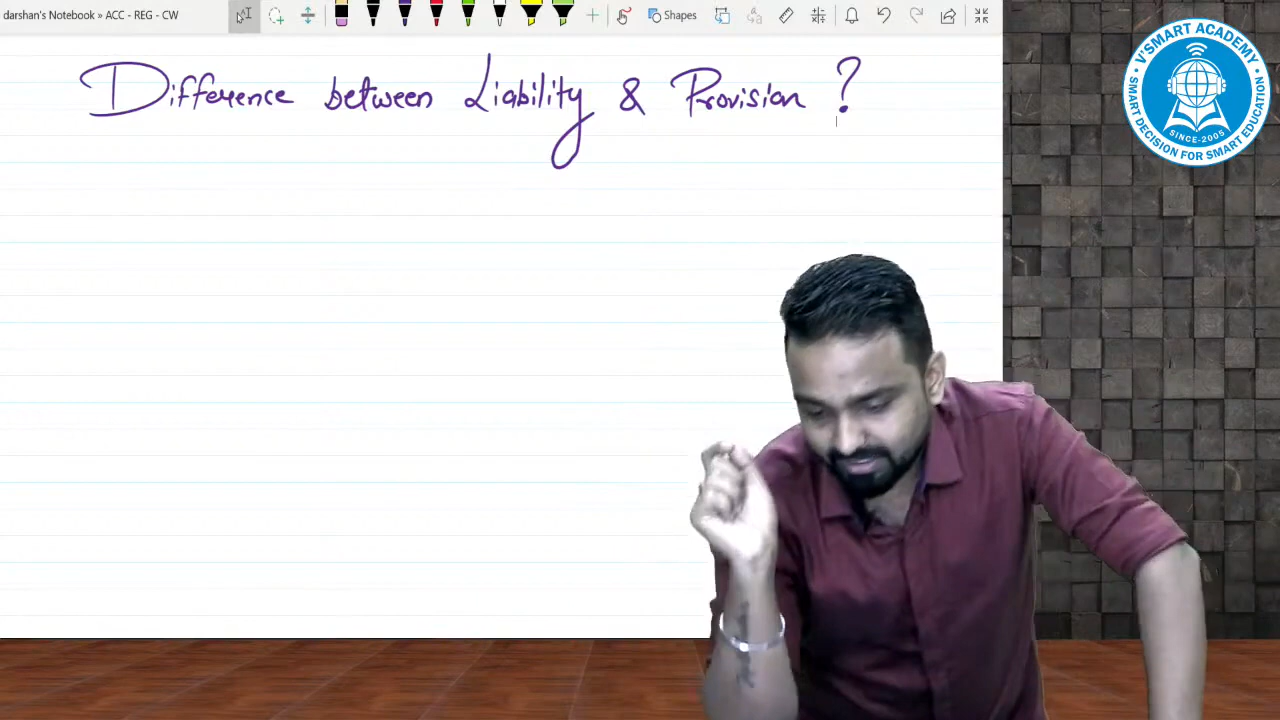 darshan's Notebook » ACC - REG - CW
Shapes
Difference between Liability & Provision ?
• V'SMART ACADEMY •
SINCE-2005
SMART DECISION FOR SMART EDUCATION